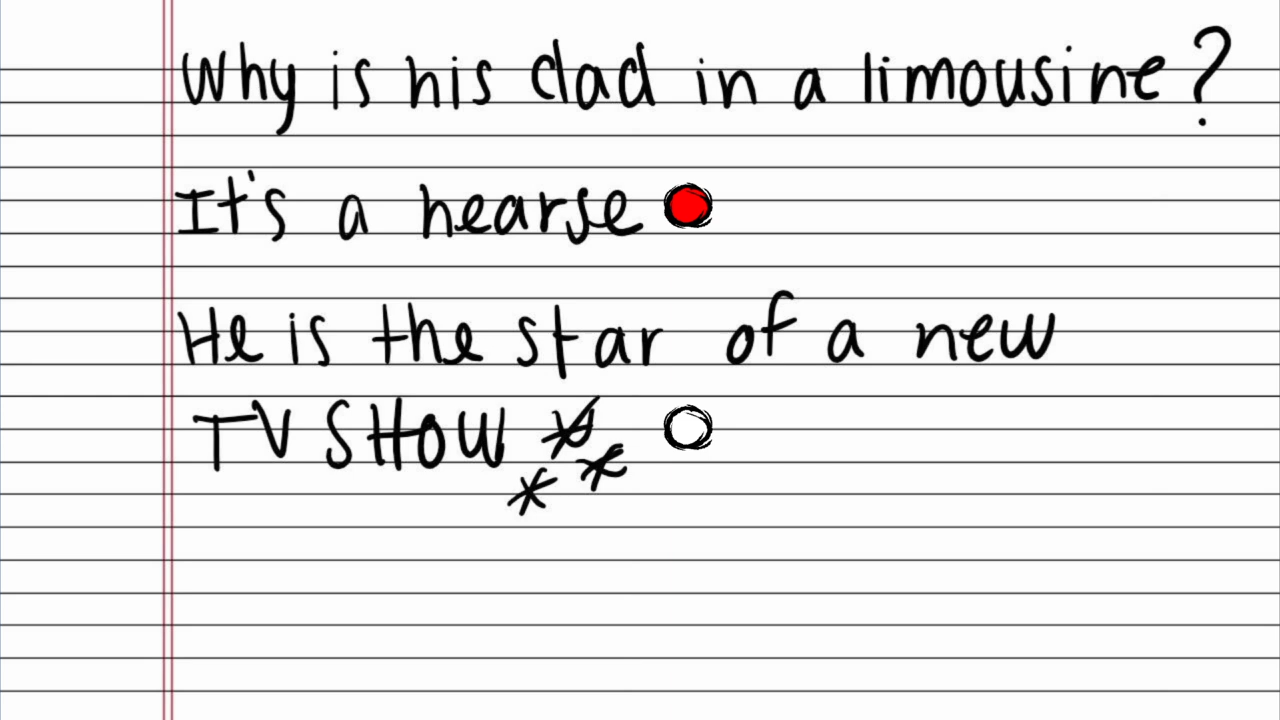 Why is his dad in a limousine?
It's a hearse
He is the star of a new
TV SHOW ***